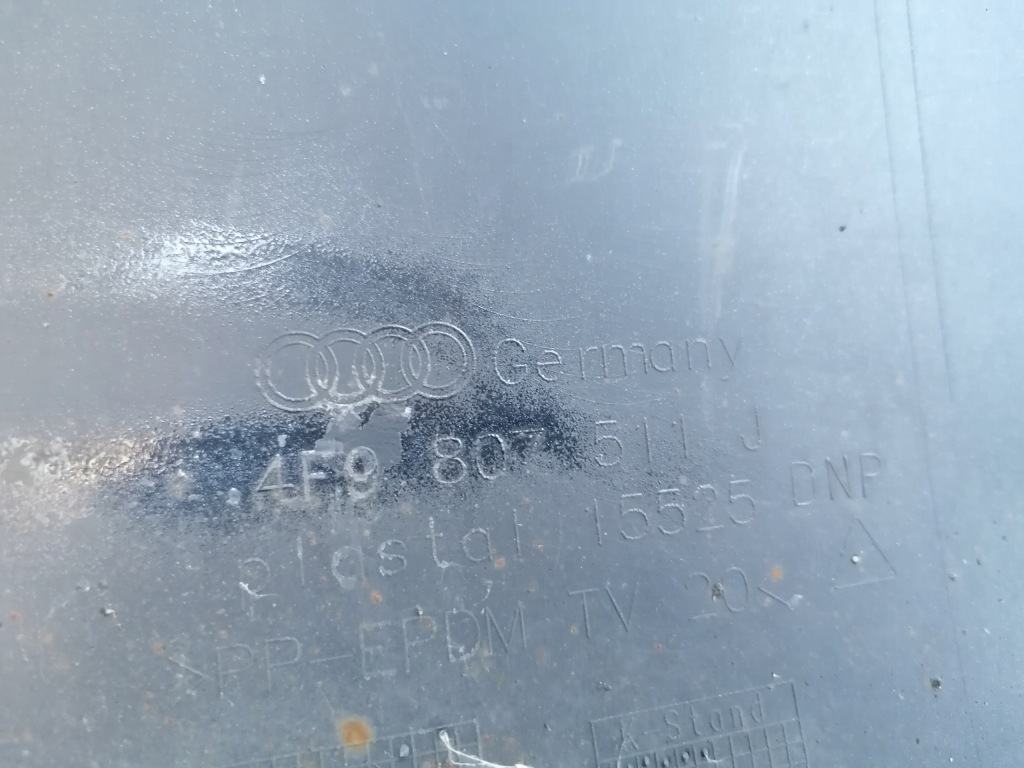 Germany
4F9 807 511 J
plastal 15525 DNP
>PP-EPDM TV 20<
X-Stand